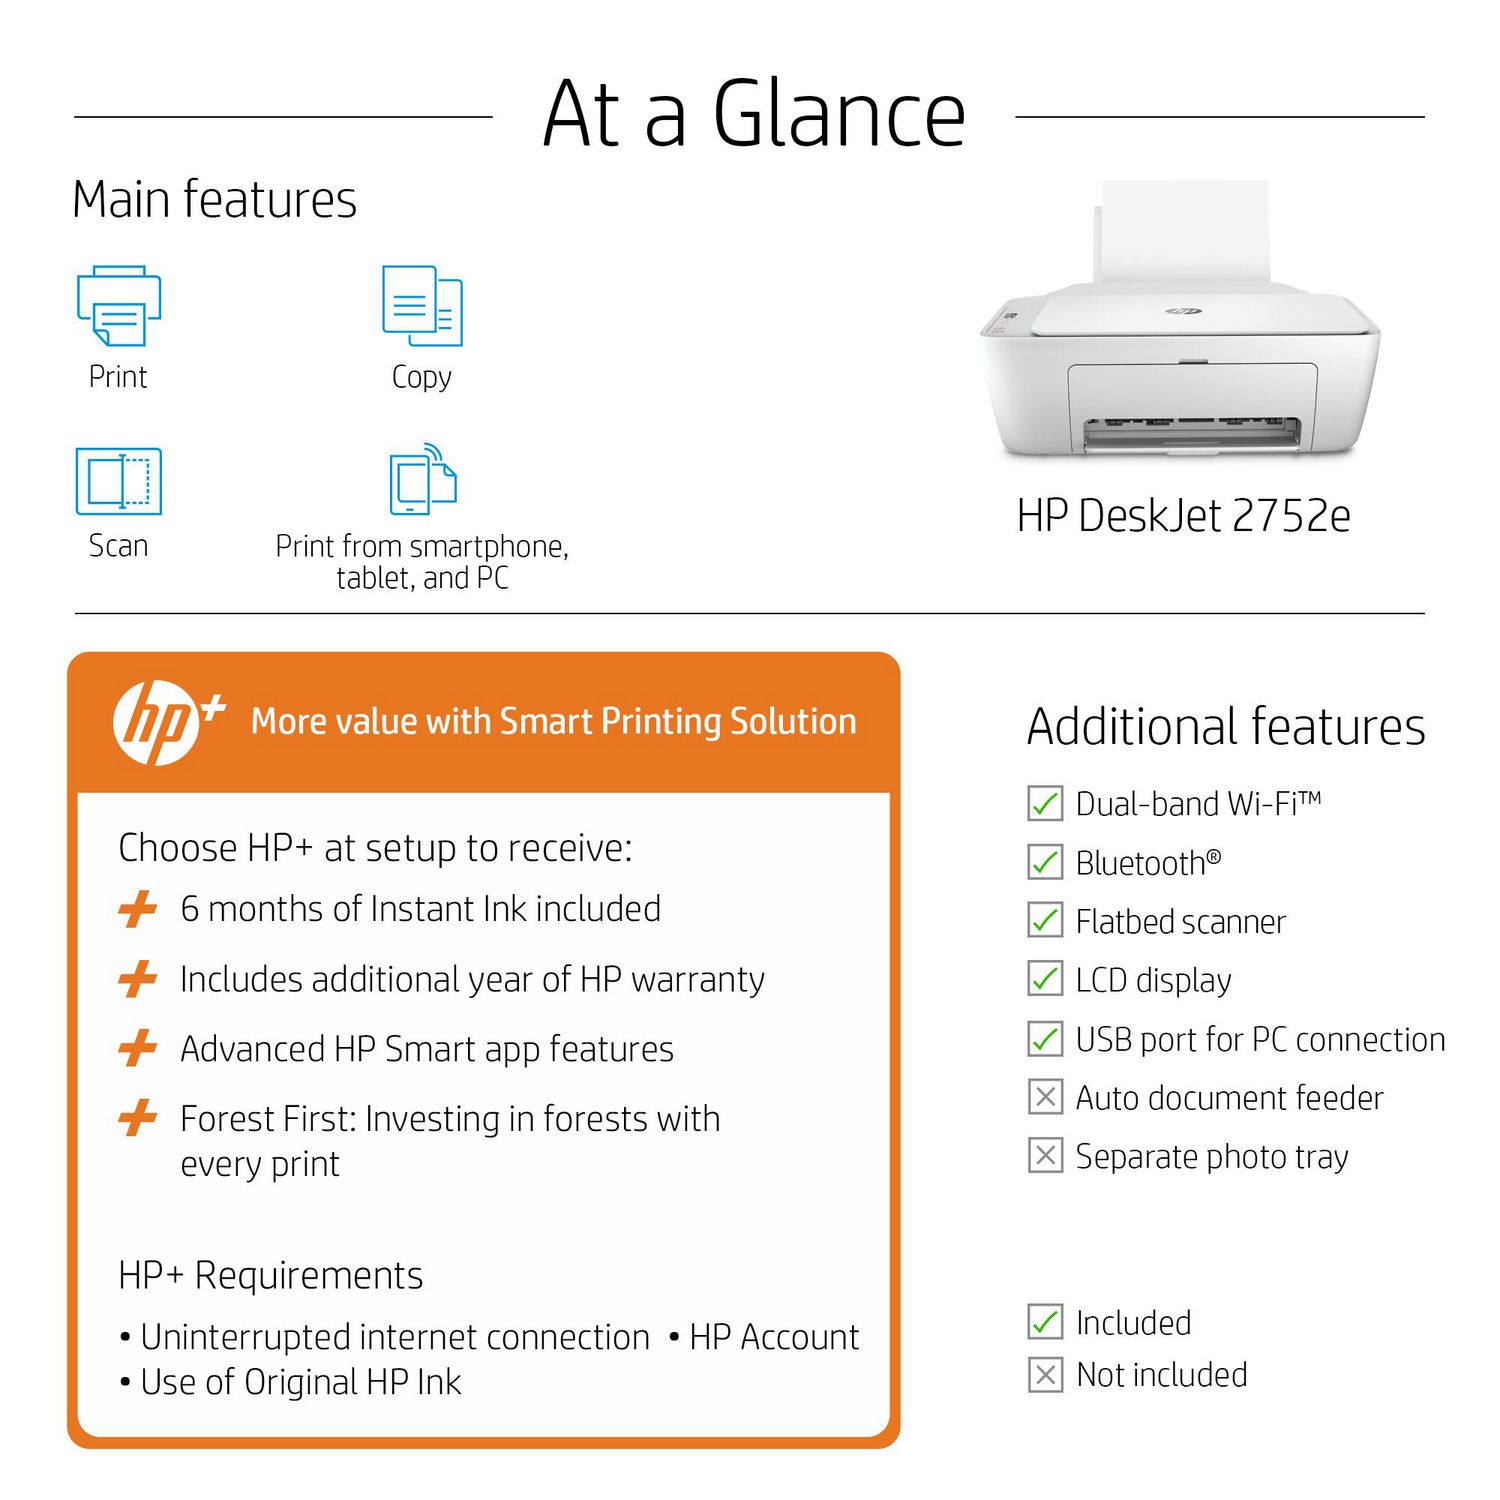 At a Glance
Main features
Print
Copy
Scan
Print from smartphone,
tablet, and PC
hp
HP DeskJet 2752e
hp+ More value with Smart Printing Solution
Choose HP+ at setup to receive:
6 months of Instant Ink included
Includes additional year of HP warranty
Advanced HP Smart app features
Forest First: Investing in forests with
every print
HP+ Requirements
• Uninterrupted internet connection • HP Account
• Use of Original HP Ink
Additional features
Dual-band Wi-Fi™
Bluetooth®
Flatbed scanner
LCD display
USB port for PC connection
Auto document feeder
Separate photo tray
Included
Not included